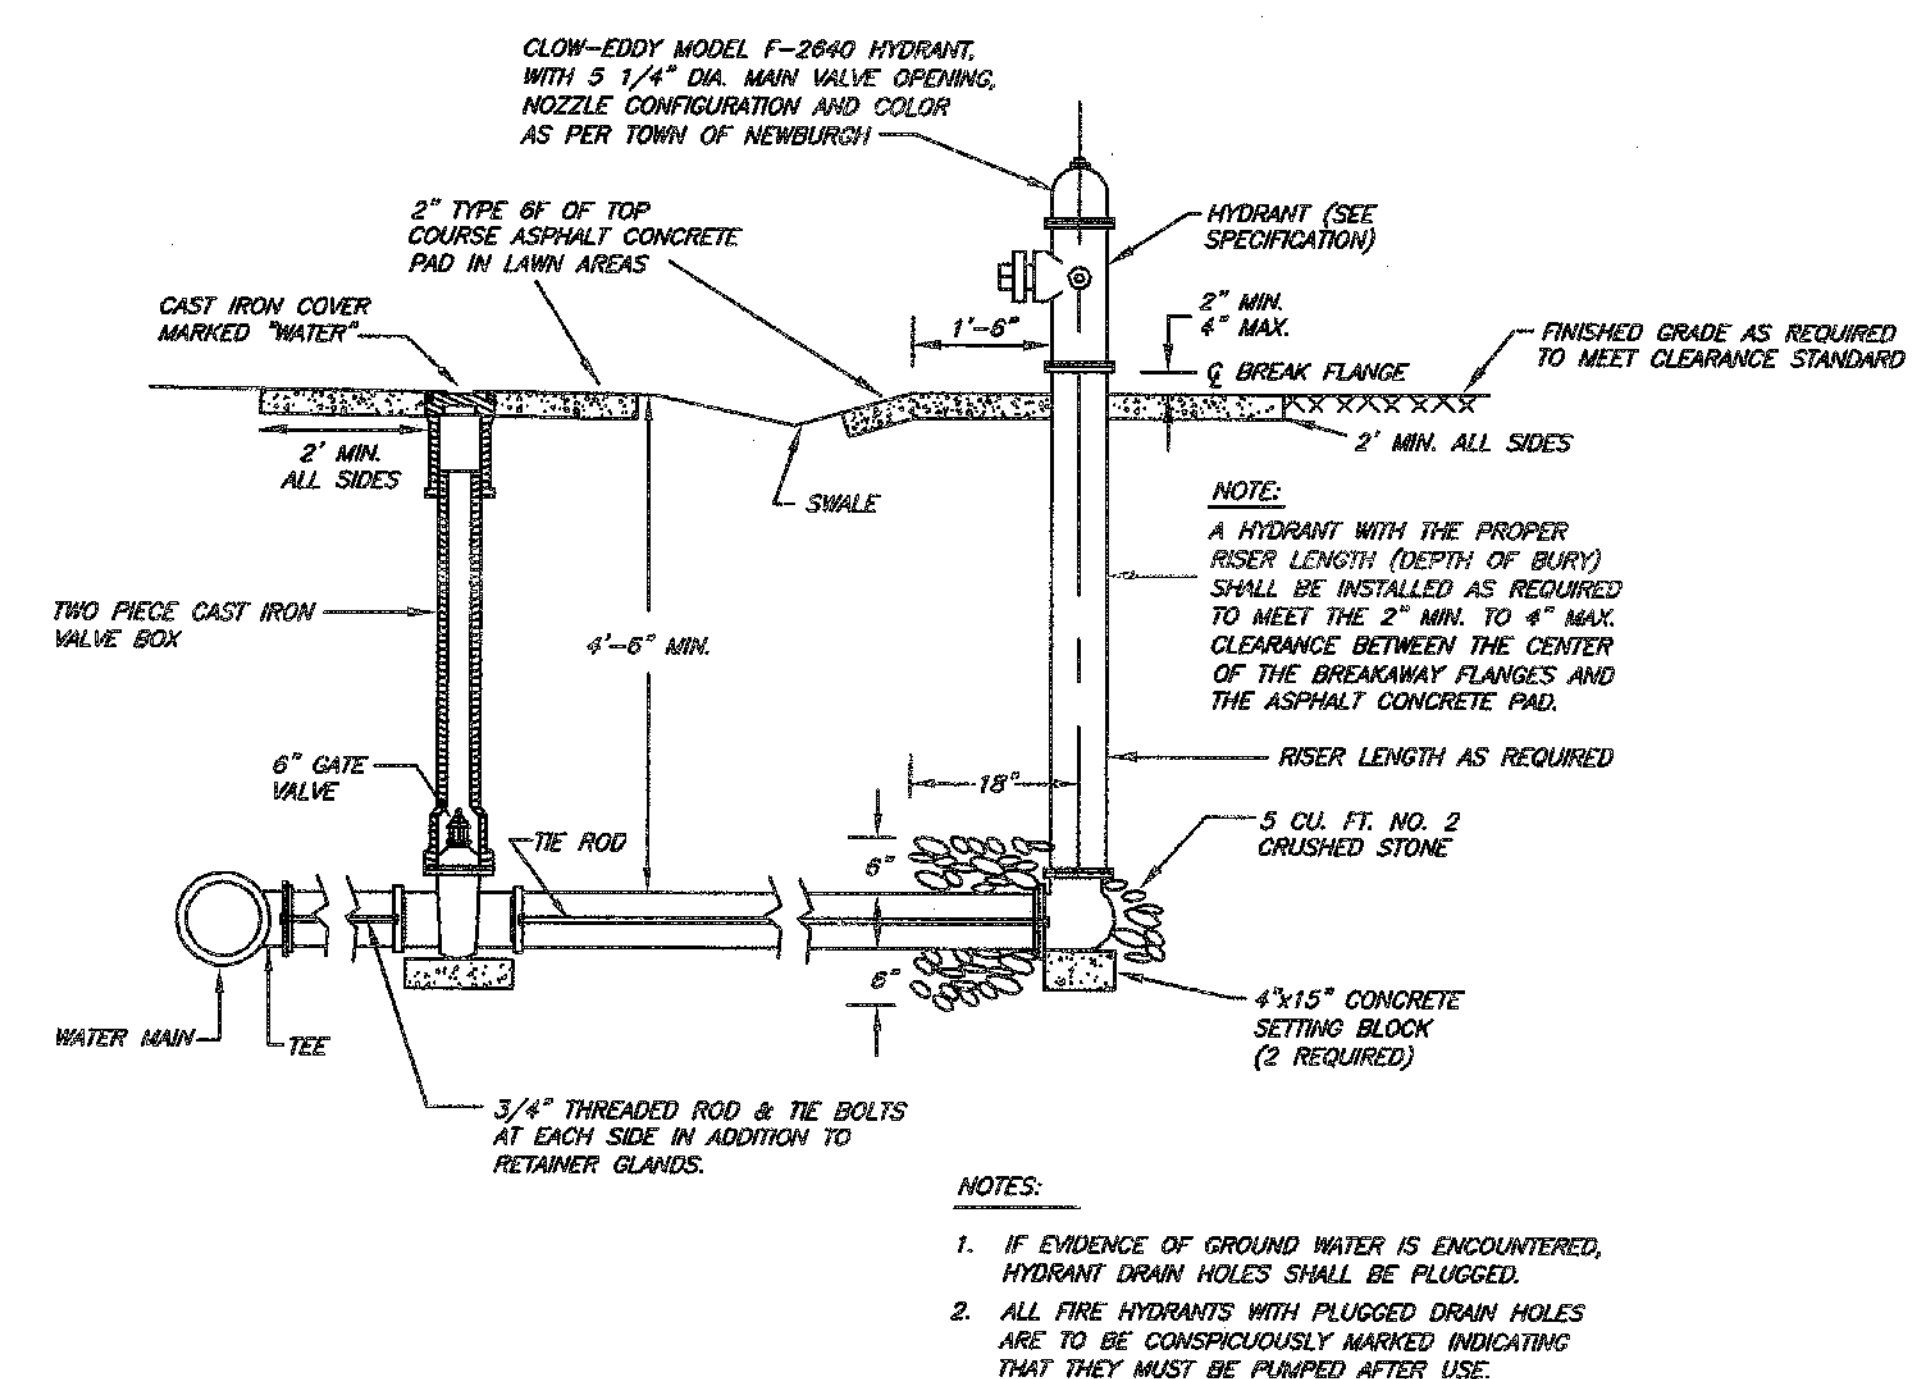 CLOW-EDDY MODEL F-2640 HYDRANT,
WITH 5 1/4" DIA. MAIN VALVE OPENING,
NOZZLE CONFIGURATION AND COLOR
AS PER TOWN OF NEWBURGH
2" TYPE 6F OF TOP
COURSE ASPHALT CONCRETE
PAD IN LAWN AREAS
HYDRANT (SEE
SPECIFICATION)
CAST IRON COVER
MARKED "WATER"
1'-6"
2" MIN.
4" MAX.
FINISHED GRADE AS REQUIRED
TO MEET CLEARANCE STANDARD
℄ BREAK FLANGE
2' MIN.
ALL SIDES
2' MIN. ALL SIDES
SWALE
NOTE:
A HYDRANT WITH THE PROPER
RISER LENGTH (DEPTH OF BURY)
SHALL BE INSTALLED AS REQUIRED
TO MEET THE 2" MIN. TO 4" MAX.
CLEARANCE BETWEEN THE CENTER
OF THE BREAKAWAY FLANGES AND
THE ASPHALT CONCRETE PAD.
TWO PIECE CAST IRON
VALVE BOX
4'-6" MIN.
6" GATE
VALVE
RISER LENGTH AS REQUIRED
18"
5 CU. FT. NO. 2
CRUSHED STONE
TIE ROD
6"
6"
4"x15" CONCRETE
SETTING BLOCK
(2 REQUIRED)
WATER MAIN
TEE
3/4" THREADED ROD & TIE BOLTS
AT EACH SIDE IN ADDITION TO
RETAINER GLANDS.
NOTES:
1. IF EVIDENCE OF GROUND WATER IS ENCOUNTERED,
HYDRANT DRAIN HOLES SHALL BE PLUGGED.
2. ALL FIRE HYDRANTS WITH PLUGGED DRAIN HOLES
ARE TO BE CONSPICUOUSLY MARKED INDICATING
THAT THEY MUST BE PUMPED AFTER USE.